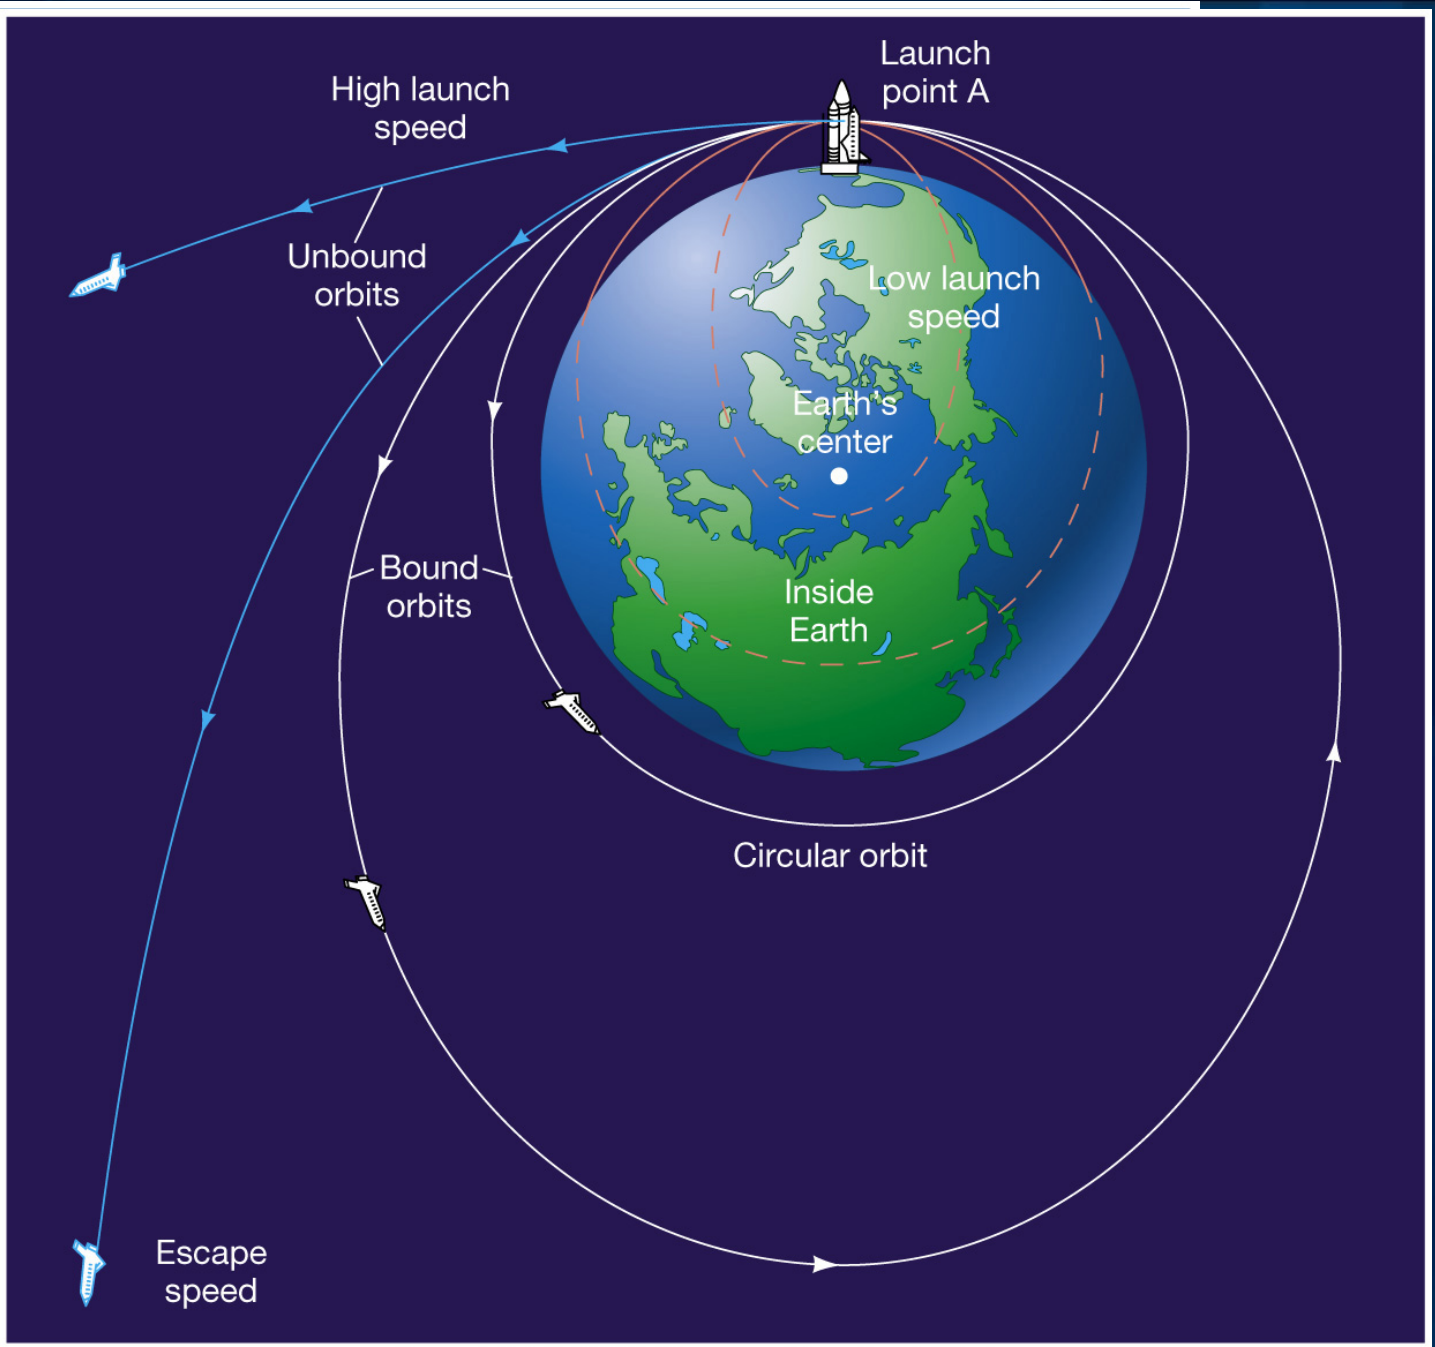 Launch
point A
High launch
speed
Unbound
orbits
Low launch
speed
Earth's
center
Bound
orbits
Inside
Earth
Circular orbit
Escape
speed